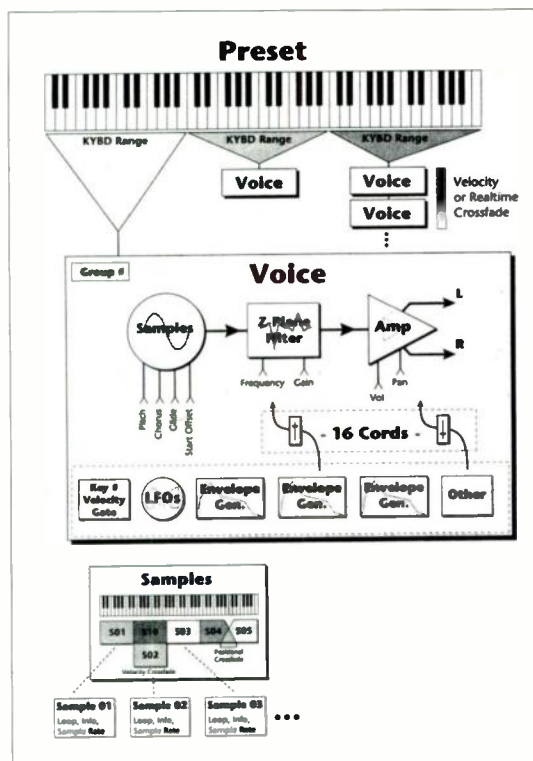 Preset
KYBD Range
KYBD Range
KYBD Range
Voice
Voice
Voice
Velocity
or Realtime
Crossfade
Group #
Voice
Samples
Z-Plane
Filter
Amp
L
R
Pitch
Chorus
Glide
Start Offset
Frequency
Gain
Vol
Pan
- 16 Cords -
Key #
Velocity
Gate
LFOs
Envelope
Gen.
Envelope
Gen.
Envelope
Gen.
Other
Samples
S01
S10
S03
S04
S05
S02
Positional
Crossfade
Velocity Crossfade
Sample 01
Loop, Info,
Sample Rate
Sample 02
Loop, Info,
Sample Rate
Sample 03
Loop, Info,
Sample Rate